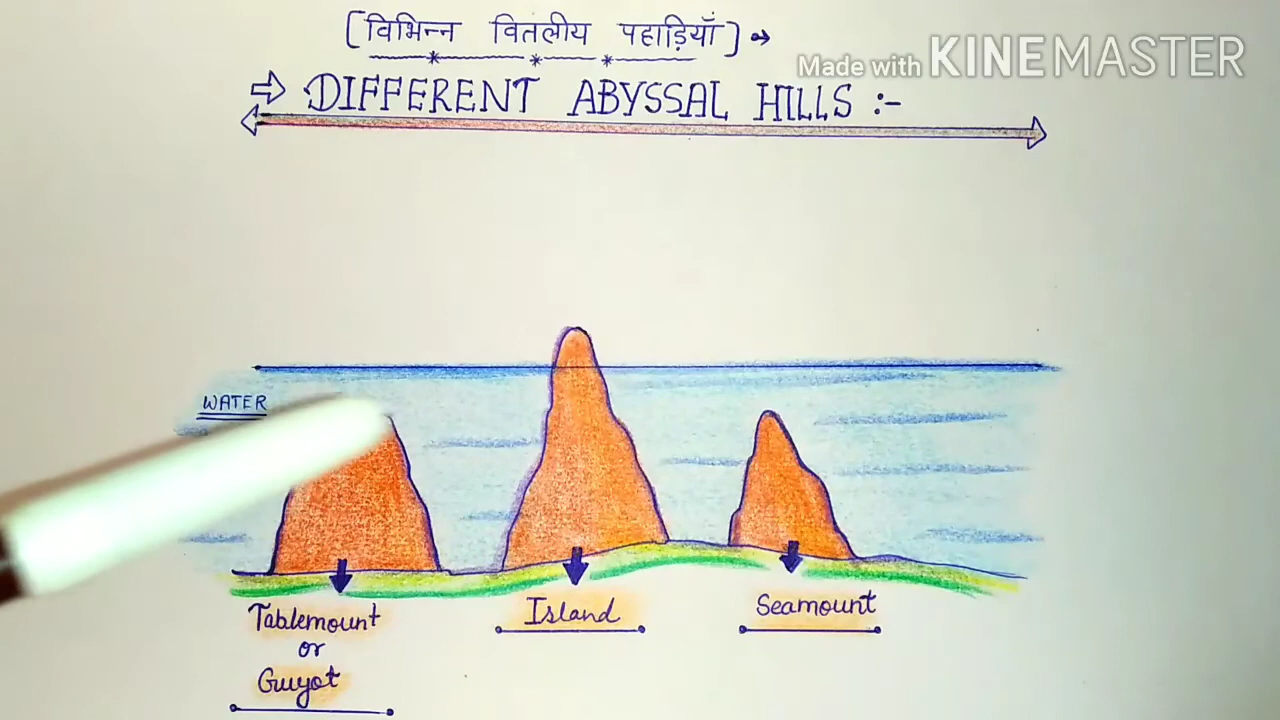 [विभिन्न वितलीय पहाड़ियाँ] →
Made with KINEMASTER
⇒ DIFFERENT ABYSSAL HILLS :-
WATER
Tablemount
or
Guyot
Island
Seamount